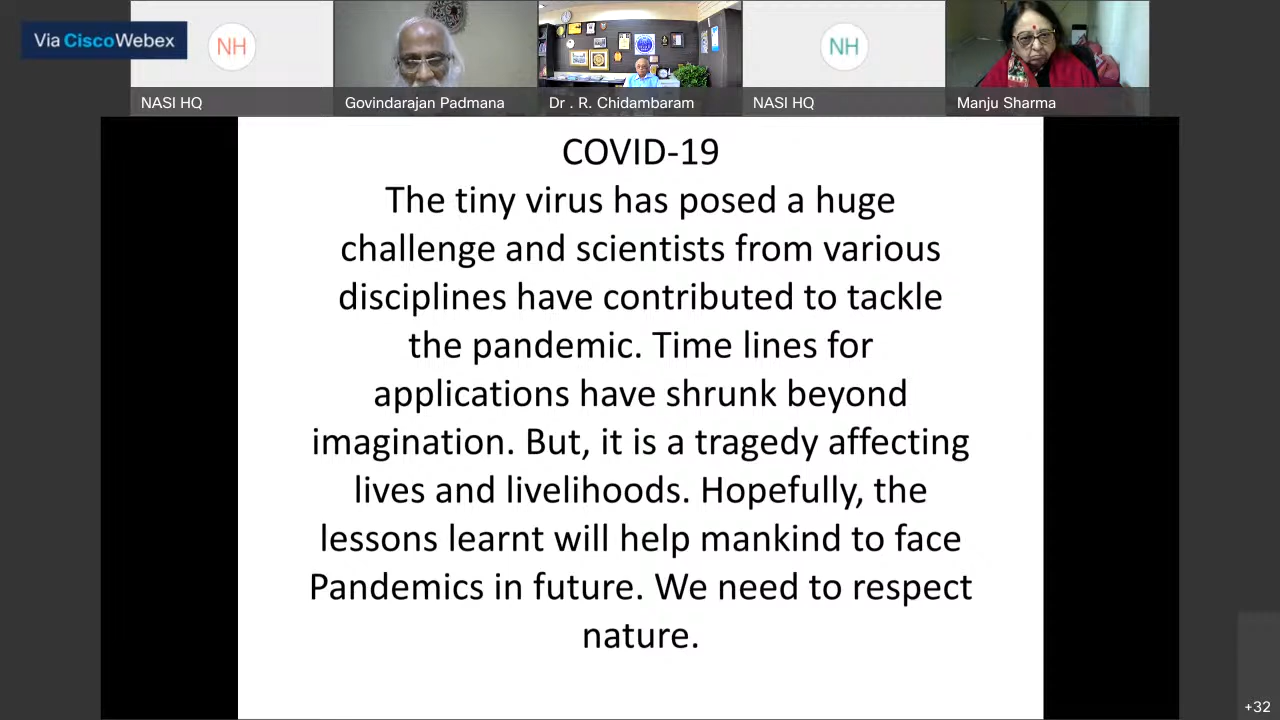 Via Cisco Webex
NH
NH
NASI HQ
Govindarajan Padmana
Dr . R. Chidambaram
NASI HQ
Manju Sharma
COVID-19
The tiny virus has posed a huge
challenge and scientists from various
disciplines have contributed to tackle
the pandemic. Time lines for
applications have shrunk beyond
imagination. But, it is a tragedy affecting
lives and livelihoods. Hopefully, the
lessons learnt will help mankind to face
Pandemics in future. We need to respect
nature.
+32